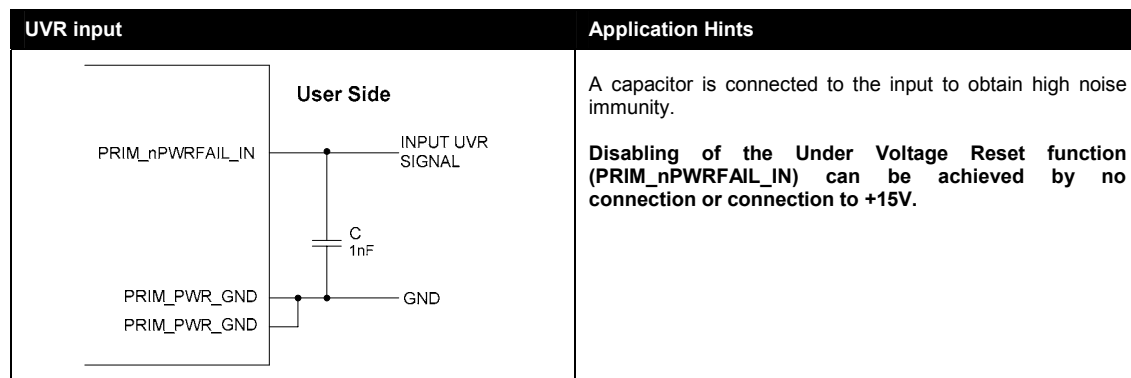 UVR input
Application Hints
User Side
PRIM_nPWRFAIL_IN
INPUT UVR
SIGNAL
C
1nF
PRIM_PWR_GND
GND
PRIM_PWR_GND
A capacitor is connected to the input to obtain high noise
immunity.
Disabling of the Under Voltage Reset function
(PRIM_nPWRFAIL_IN) can be achieved by no
connection or connection to +15V.